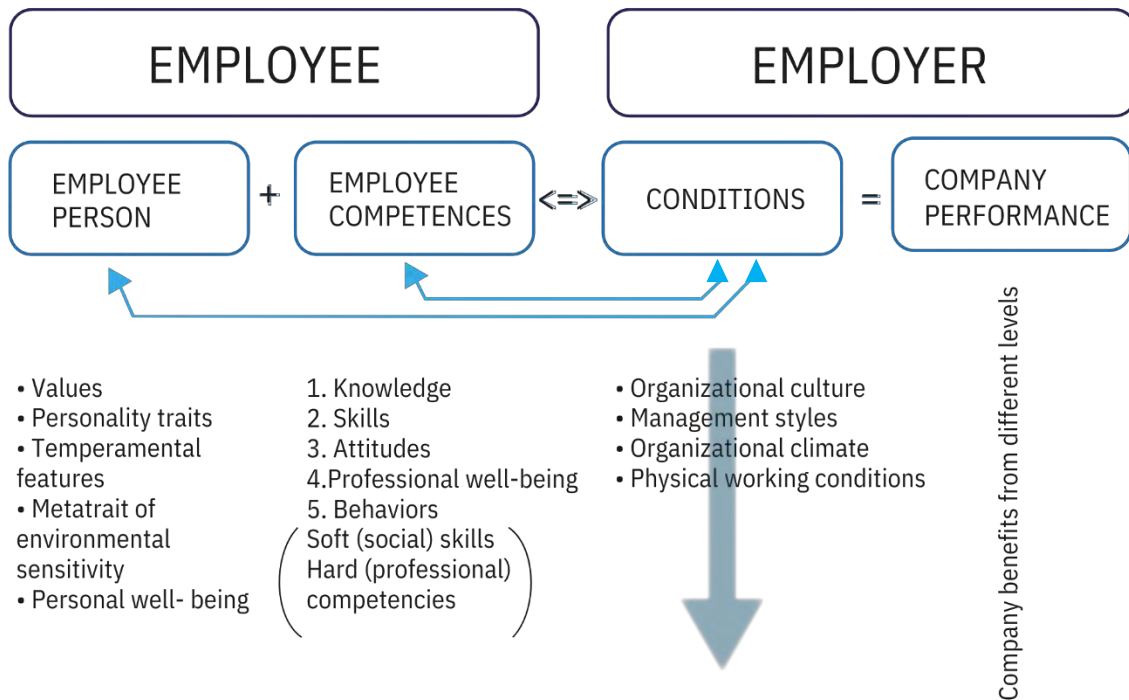 EMPLOYEE
EMPLOYER
EMPLOYEE
PERSON
+
EMPLOYEE
COMPETENCES
<=>
CONDITIONS
=
COMPANY
PERFORMANCE
• Values
• Personality traits
• Temperamental
features
• Metatrait of
environmental
sensitivity
• Personal well- being
1. Knowledge
2. Skills
3. Attitudes
4.Professional well-being
5. Behaviors
Soft (social) skills
Hard (professional)
competencies
• Organizational culture
• Management styles
• Organizational climate
• Physical working conditions
Company benefits from different levels